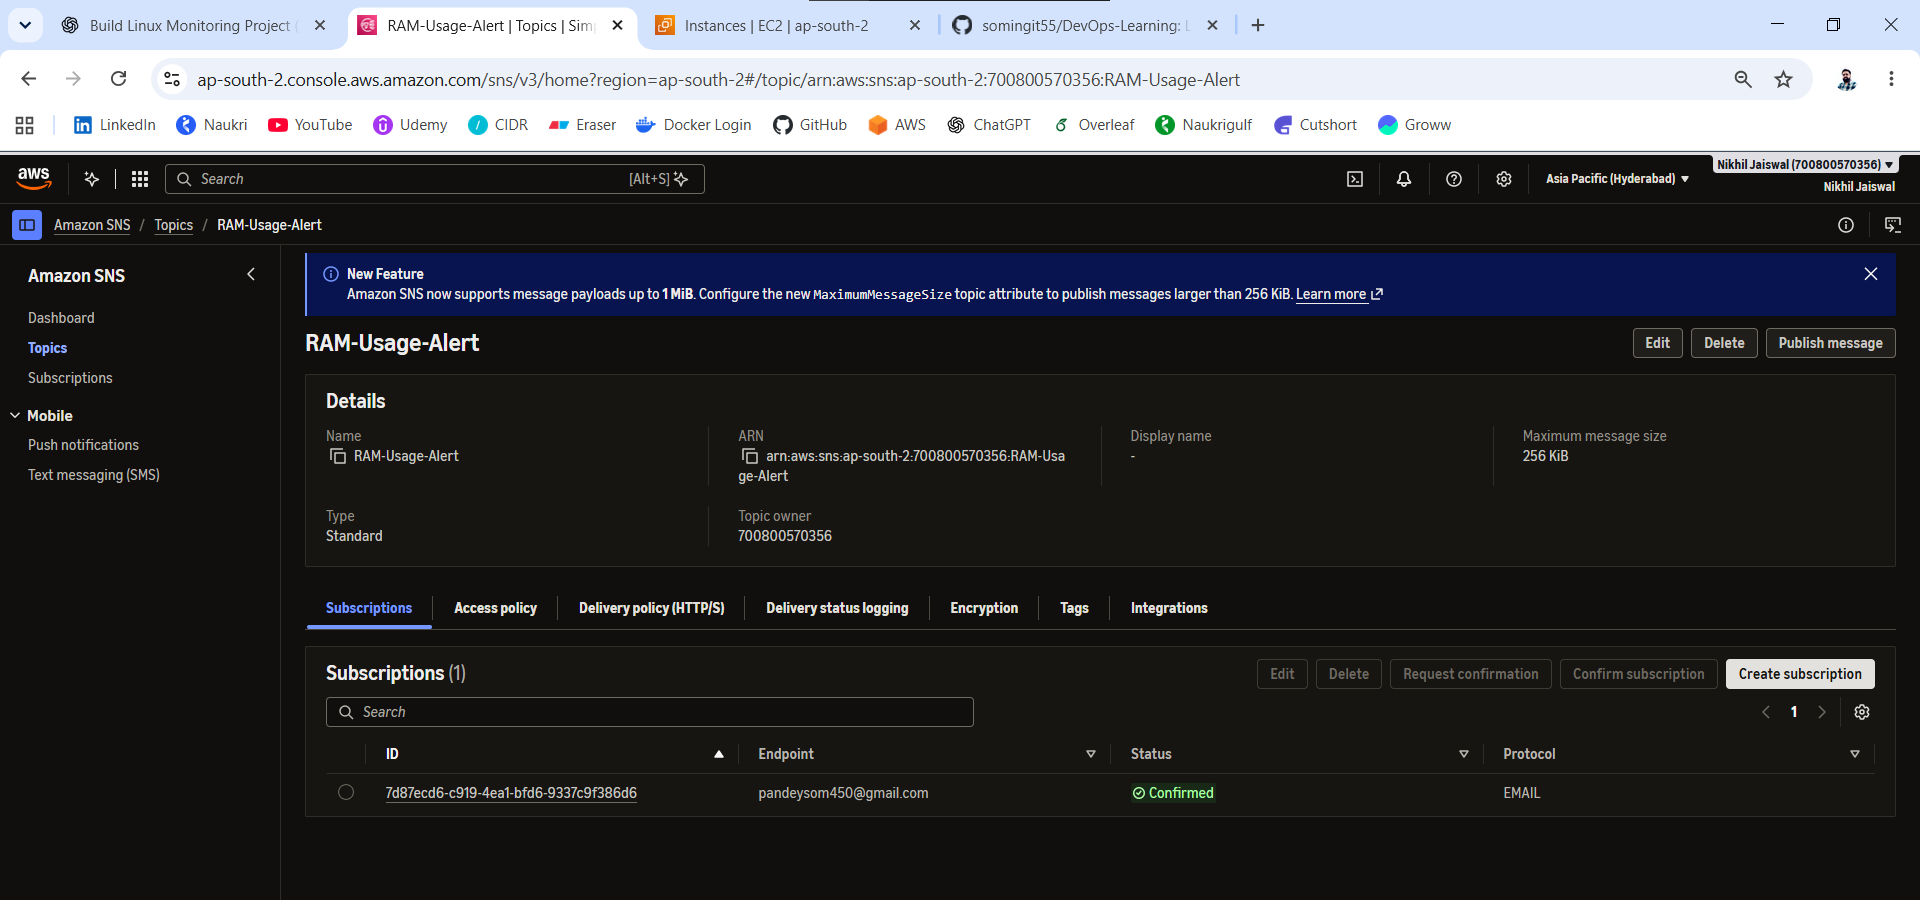 Build Linux Monitoring Project (
RAM-Usage-Alert | Topics | Sim
Instances | EC2 | ap-south-2
somingit55/DevOps-Learning: L
ap-south-2.console.aws.amazon.com/sns/v3/home?region=ap-south-2#/topic/arn:aws:sns:ap-south-2:700800570356:RAM-Usage-Alert
LinkedIn
Naukri
YouTube
Udemy
CIDR
Eraser
Docker Login
GitHub
AWS
ChatGPT
Overleaf
Naukrigulf
Cutshort
Groww
aws
Search
[Alt+S]
Asia Pacific (Hyderabad)
Nikhil Jaiswal (700800570356)
Nikhil Jaiswal
Amazon SNS / Topics / RAM-Usage-Alert
Amazon SNS
Dashboard
Topics
Subscriptions
Mobile
Push notifications
Text messaging (SMS)
New Feature
Amazon SNS now supports message payloads up to 1 MiB. Configure the new MaximumMessageSize topic attribute to publish messages larger than 256 KiB. Learn more
RAM-Usage-Alert
Edit
Delete
Publish message
Details
Name
RAM-Usage-Alert
ARN
arn:aws:sns:ap-south-2:700800570356:RAM-Usa
ge-Alert
Display name
-
Maximum message size
256 KiB
Type
Standard
Topic owner
700800570356
Subscriptions
Access policy
Delivery policy (HTTP/S)
Delivery status logging
Encryption
Tags
Integrations
Subscriptions (1)
Edit
Delete
Request confirmation
Confirm subscription
Create subscription
Search
1
ID
Endpoint
Status
Protocol
7d87ecd6-c919-4ea1-bfd6-9337c9f386d6
pandeysom450@gmail.com
Confirmed
EMAIL